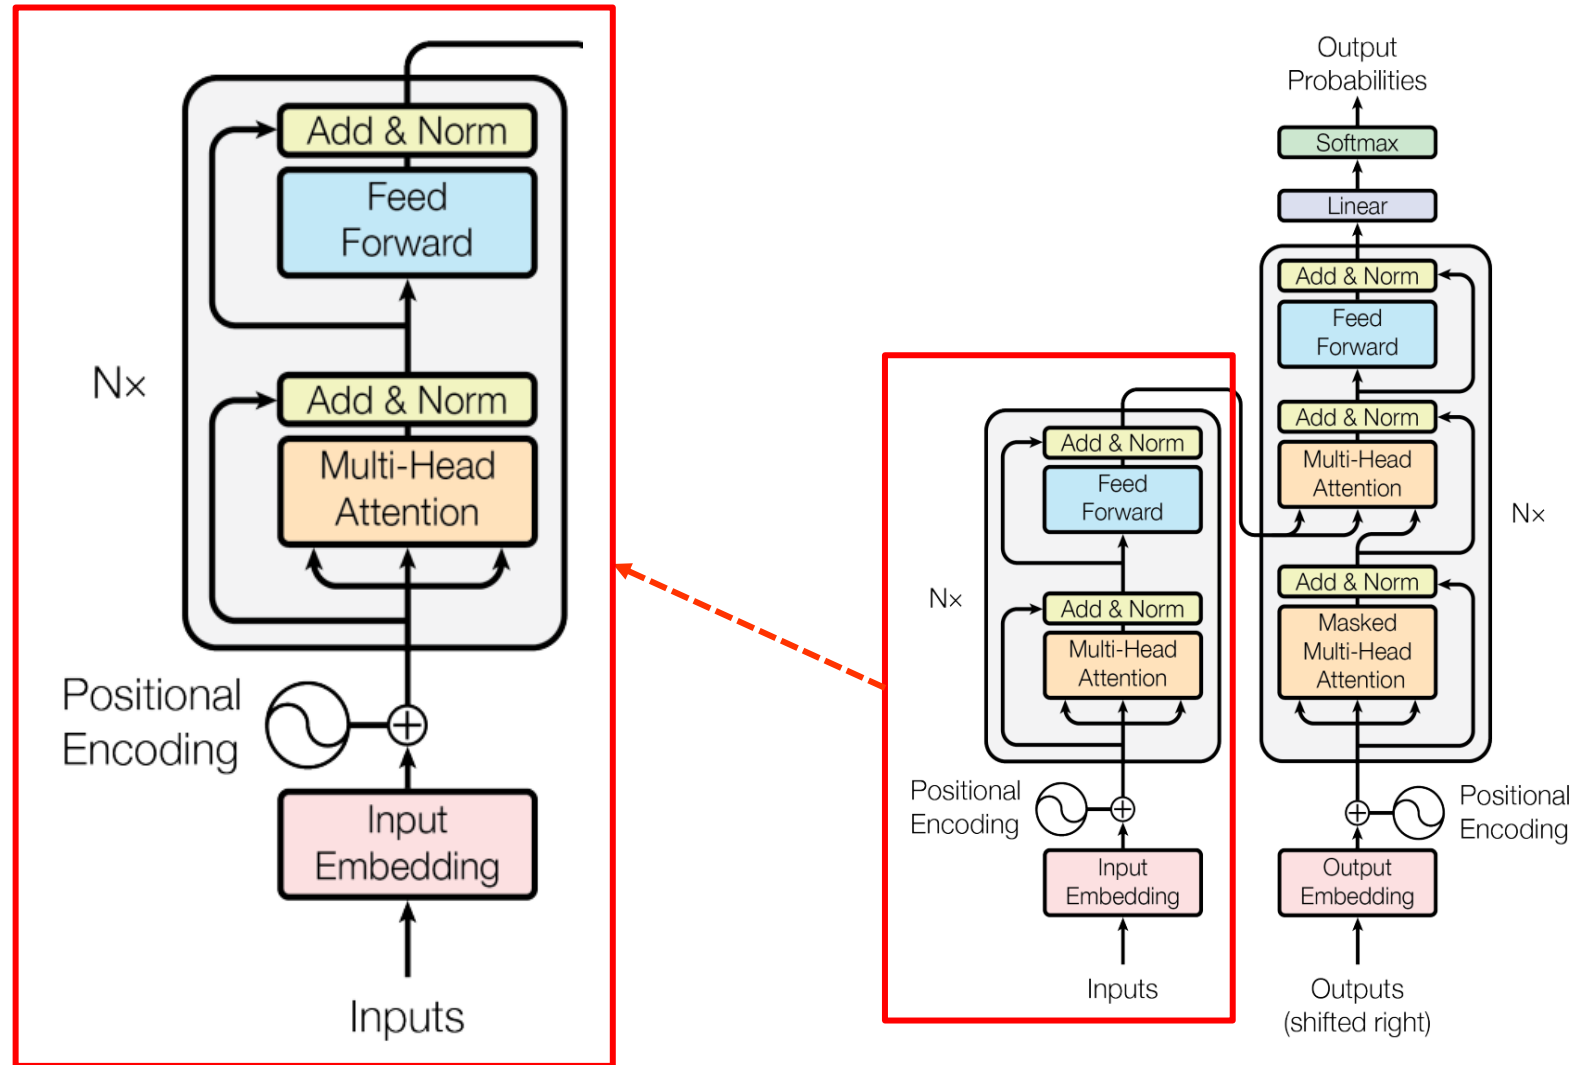 Add & Norm
Feed
Forward
Nx
Add & Norm
Multi-Head
Attention
Positional
Encoding
Input
Embedding
Inputs
Output
Probabilities
Softmax
Linear
Add & Norm
Feed
Forward
Add & Norm
Multi-Head
Attention
Nx
Add & Norm
Masked
Multi-Head
Attention
Positional
Encoding
Output
Embedding
Outputs
(shifted right)
Add & Norm
Feed
Forward
Nx
Add & Norm
Multi-Head
Attention
Positional
Encoding
Input
Embedding
Inputs